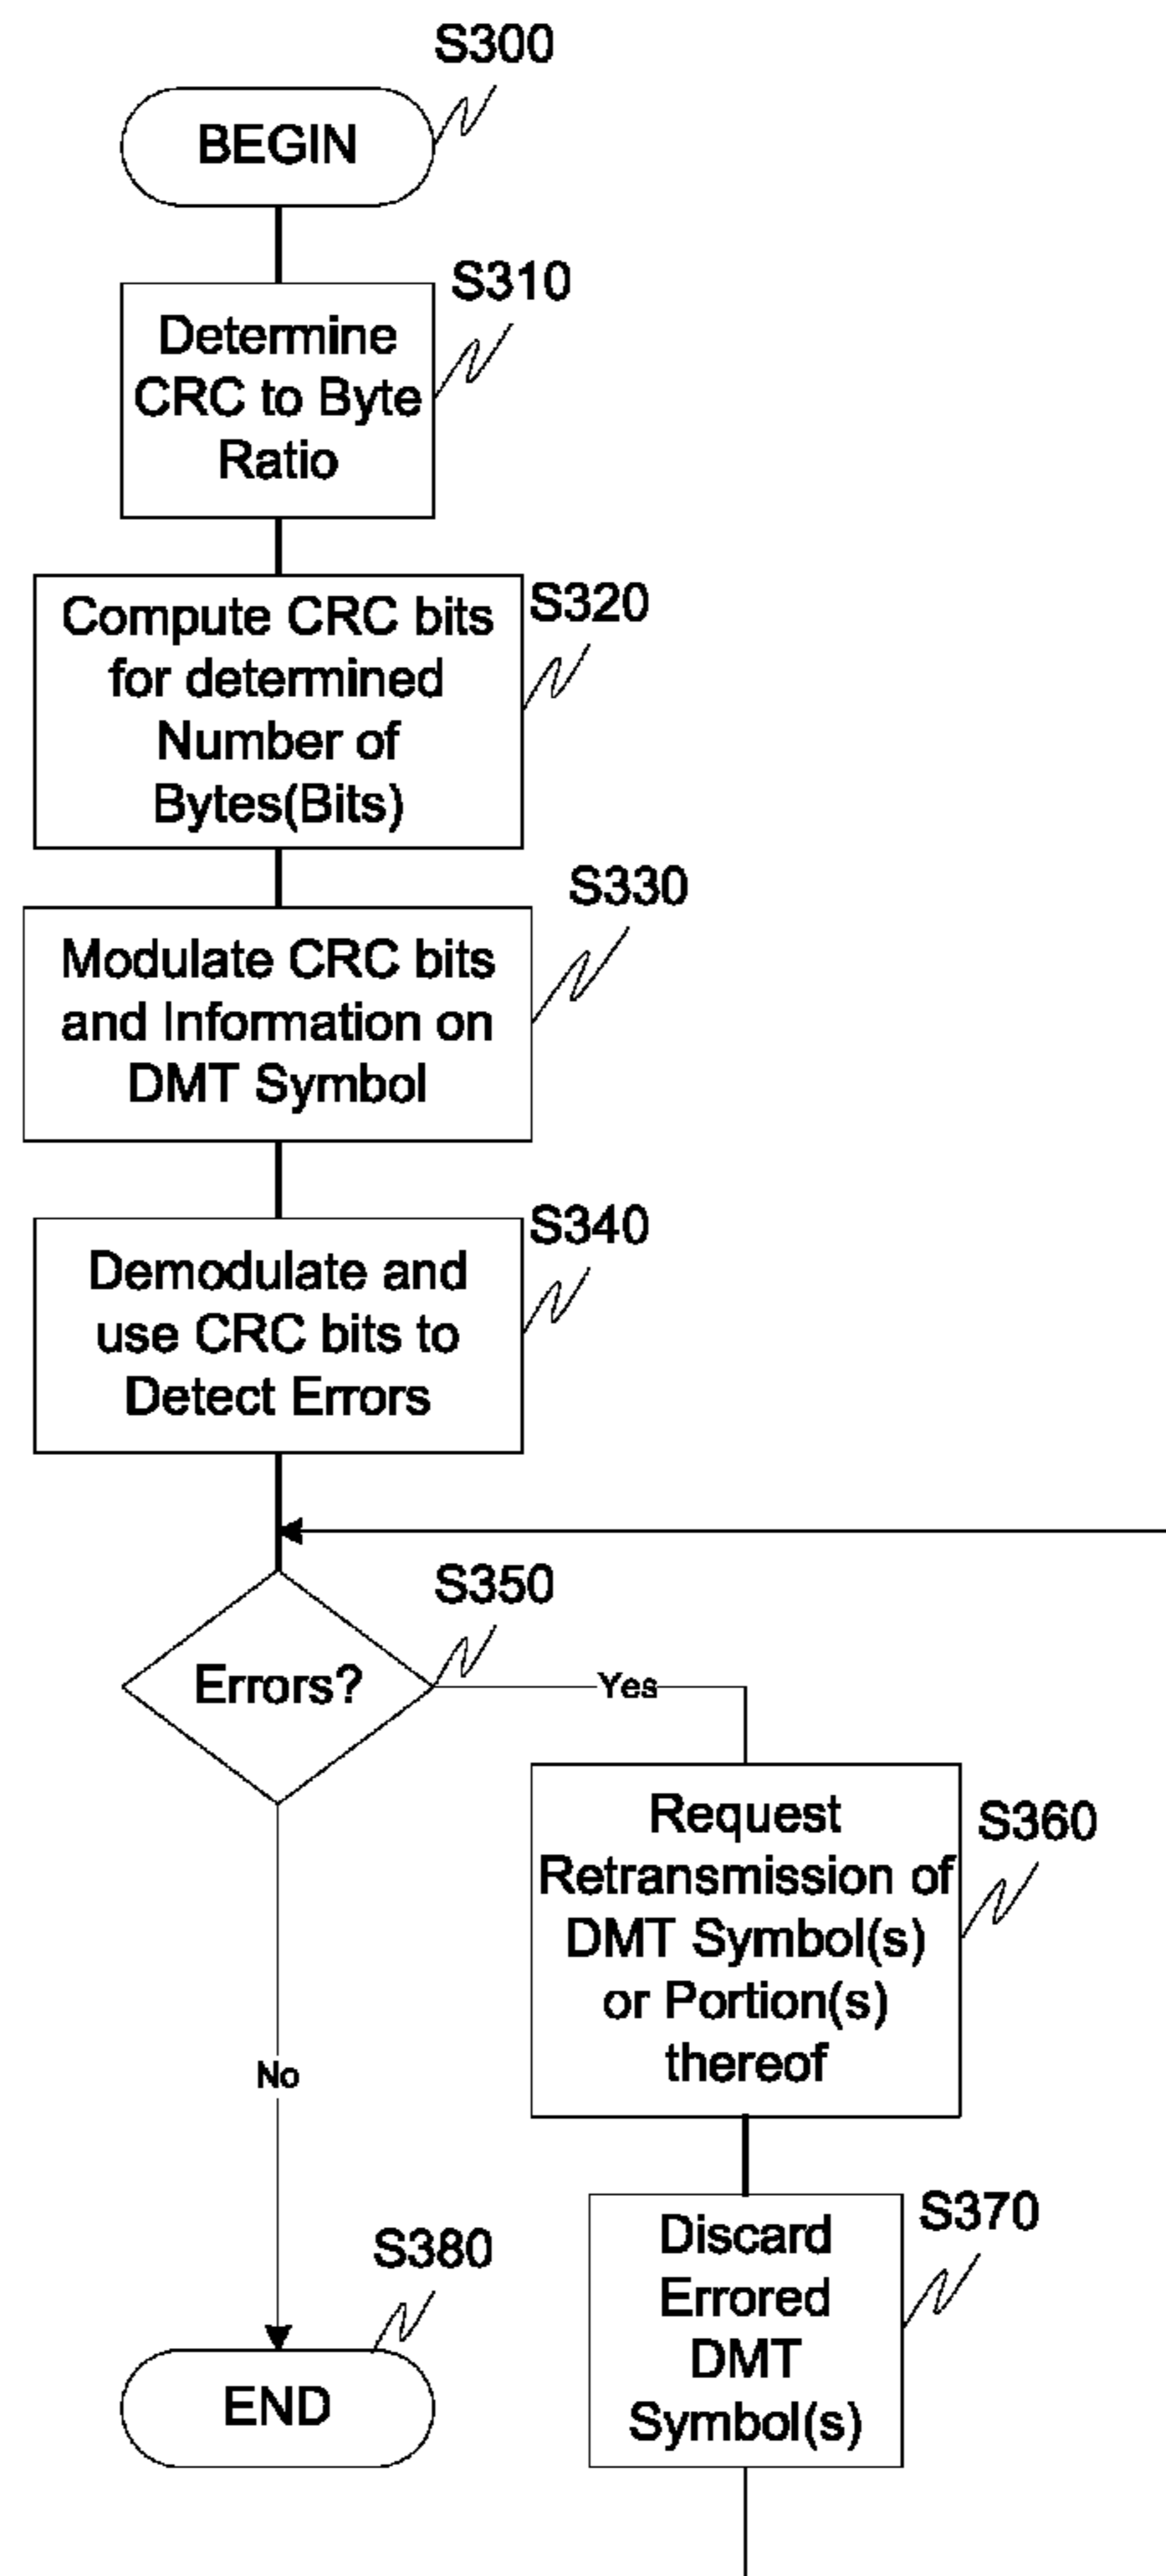 S300
BEGIN
S310
Determine
CRC to Byte
Ratio
S320
Compute CRC bits
for determined
Number of
Bytes(Bits)
S330
Modulate CRC bits
and Information on
DMT Symbol
S340
Demodulate and
use CRC bits to
Detect Errors
S350
Errors?
Yes
S360
Request
Retransmission of
DMT Symbol(s)
or Portion(s)
thereof
No
S370
Discard
Errored
DMT
Symbol(s)
S380
END